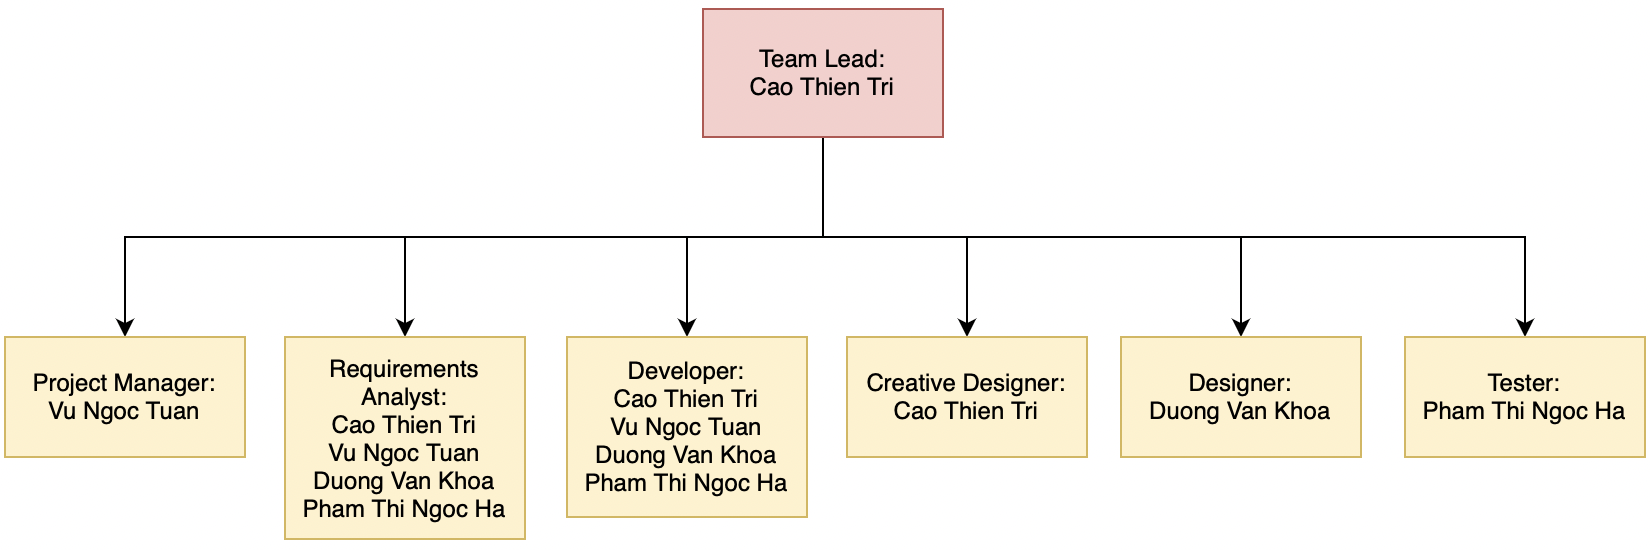 Team Lead:
Cao Thien Tri
Project Manager:
Vu Ngoc Tuan
Requirements
Analyst:
Cao Thien Tri
Vu Ngoc Tuan
Duong Van Khoa
Pham Thi Ngoc Ha
Developer:
Cao Thien Tri
Vu Ngoc Tuan
Duong Van Khoa
Pham Thi Ngoc Ha
Creative Designer:
Cao Thien Tri
Designer:
Duong Van Khoa
Tester:
Pham Thi Ngoc Ha